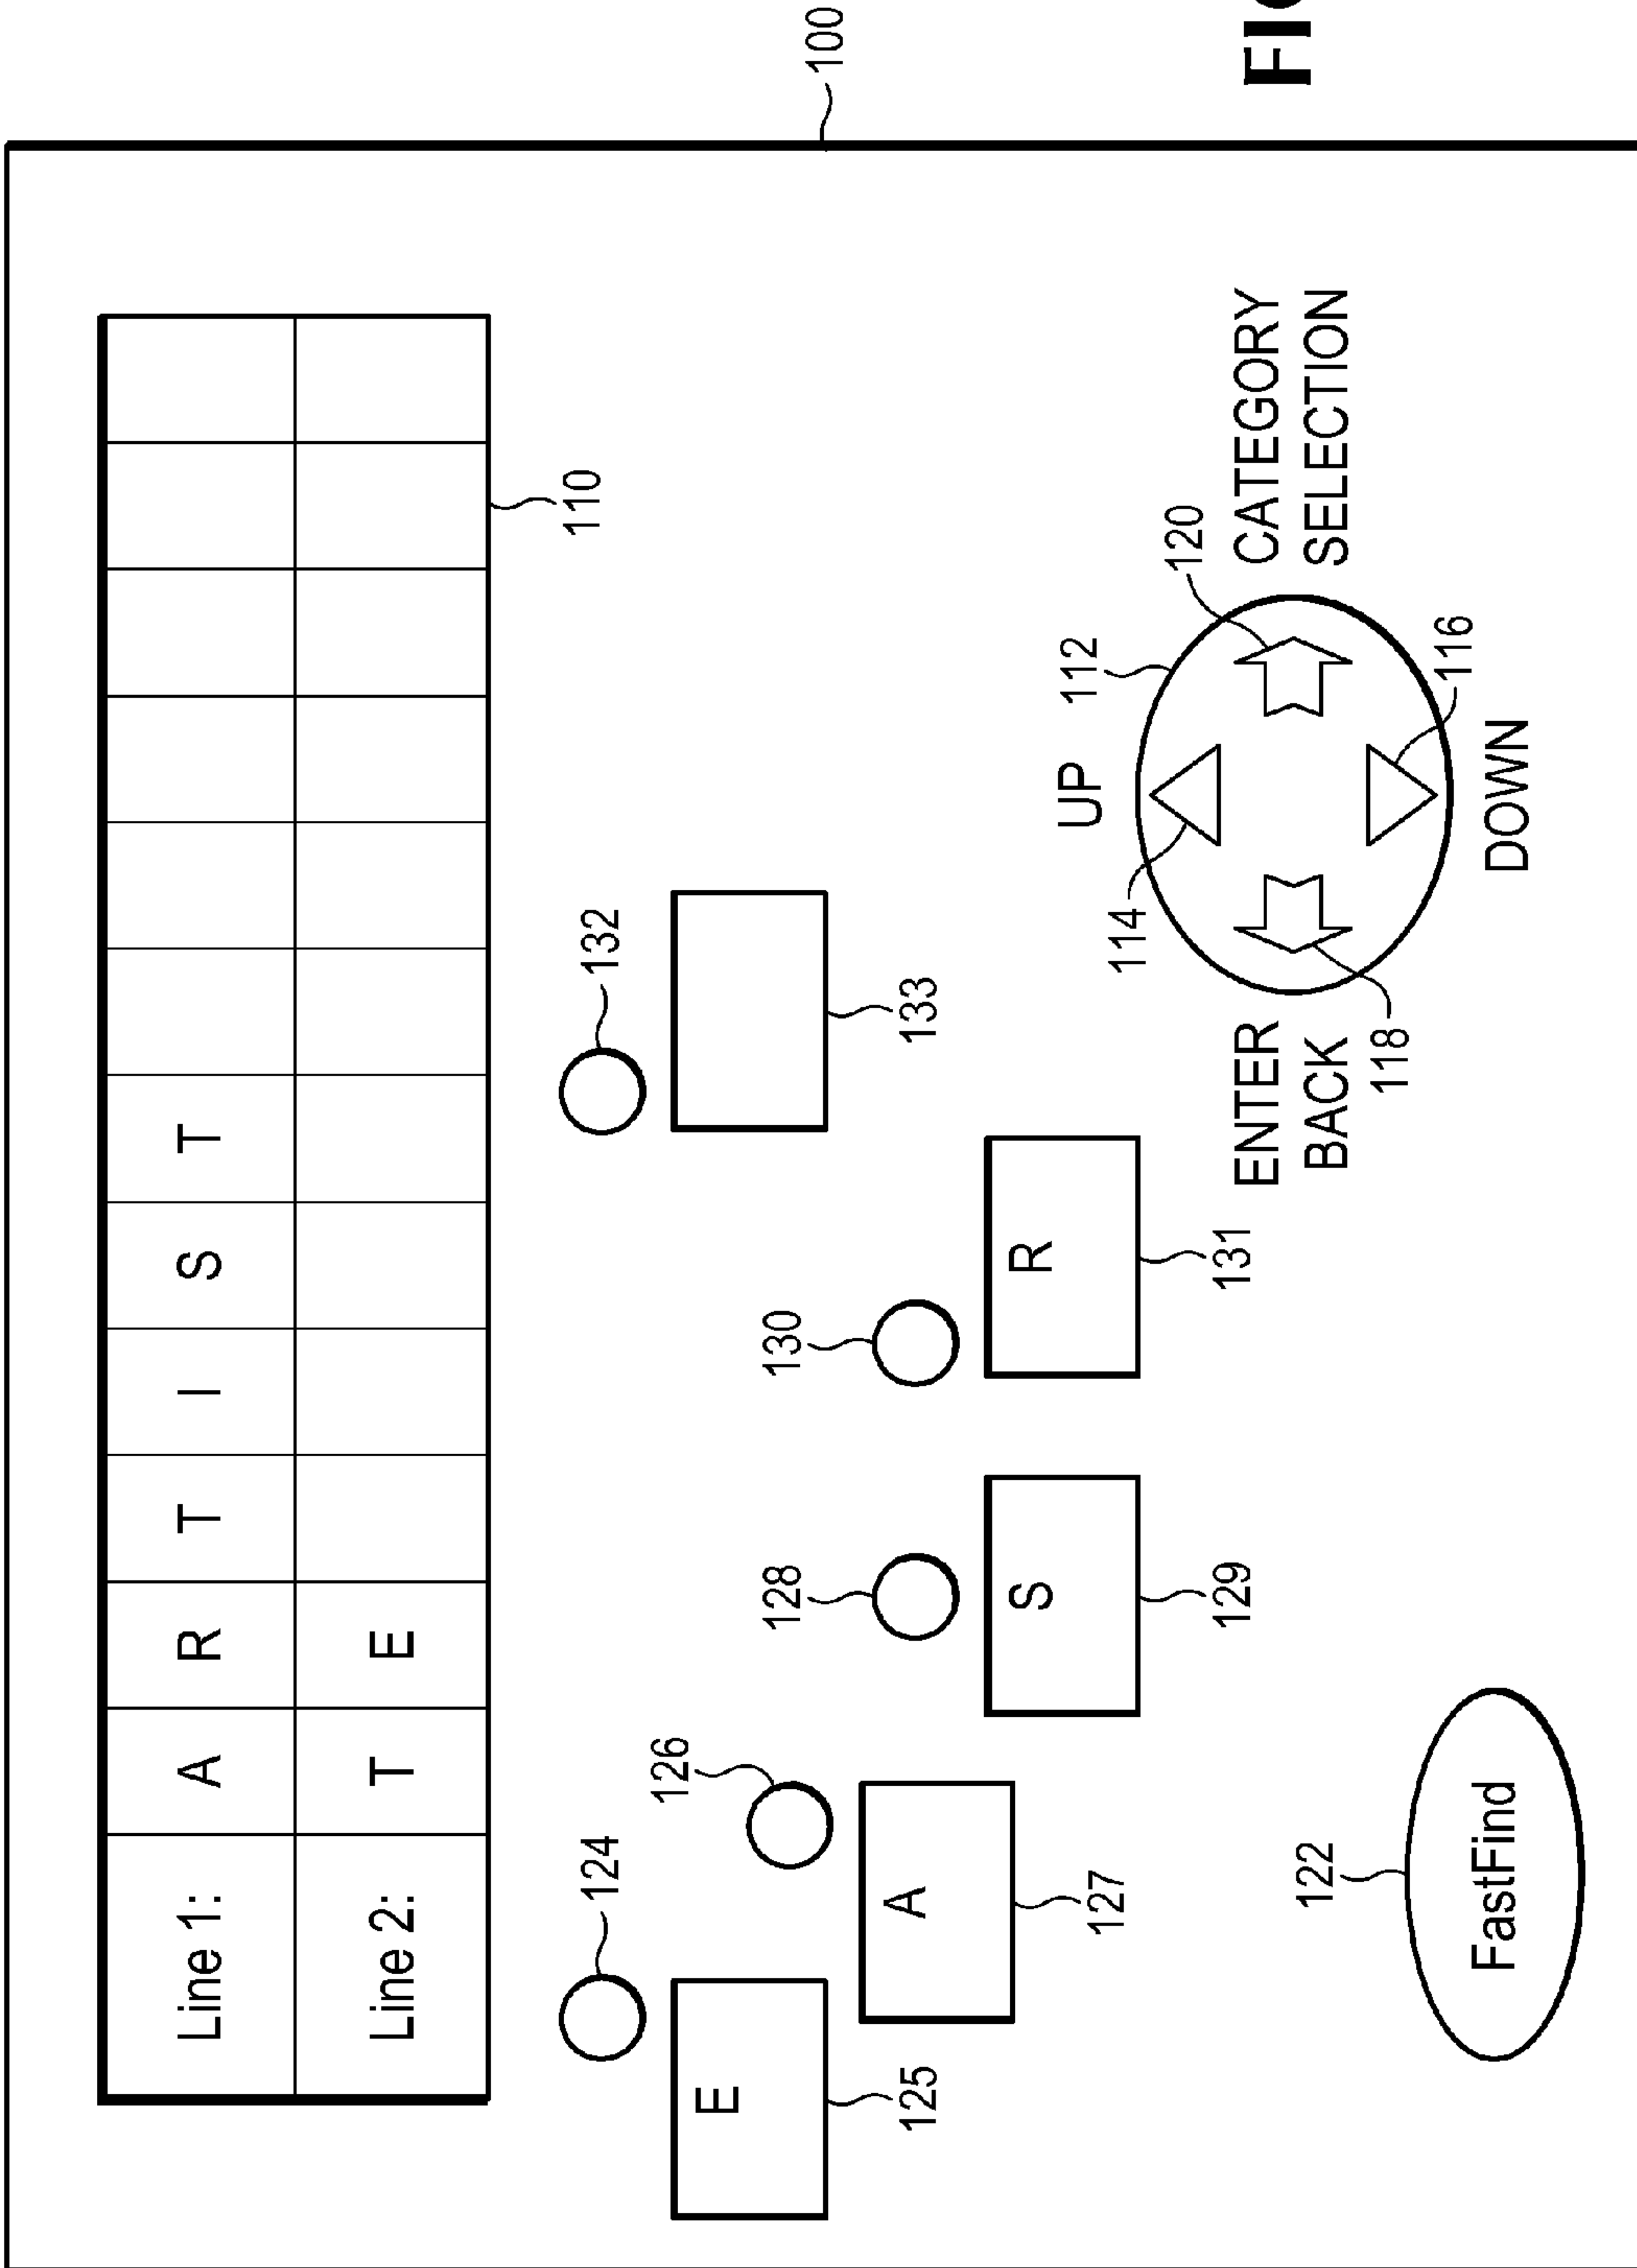 100
Line 1: A R T I S T
Line 2: T E
110
124
132
E
126
125
133
A
128
130
127
S
R
129
131
112
UP
114
120
ENTER
BACK
CATEGORY
SELECTION
118
116
DOWN
122
FastFind